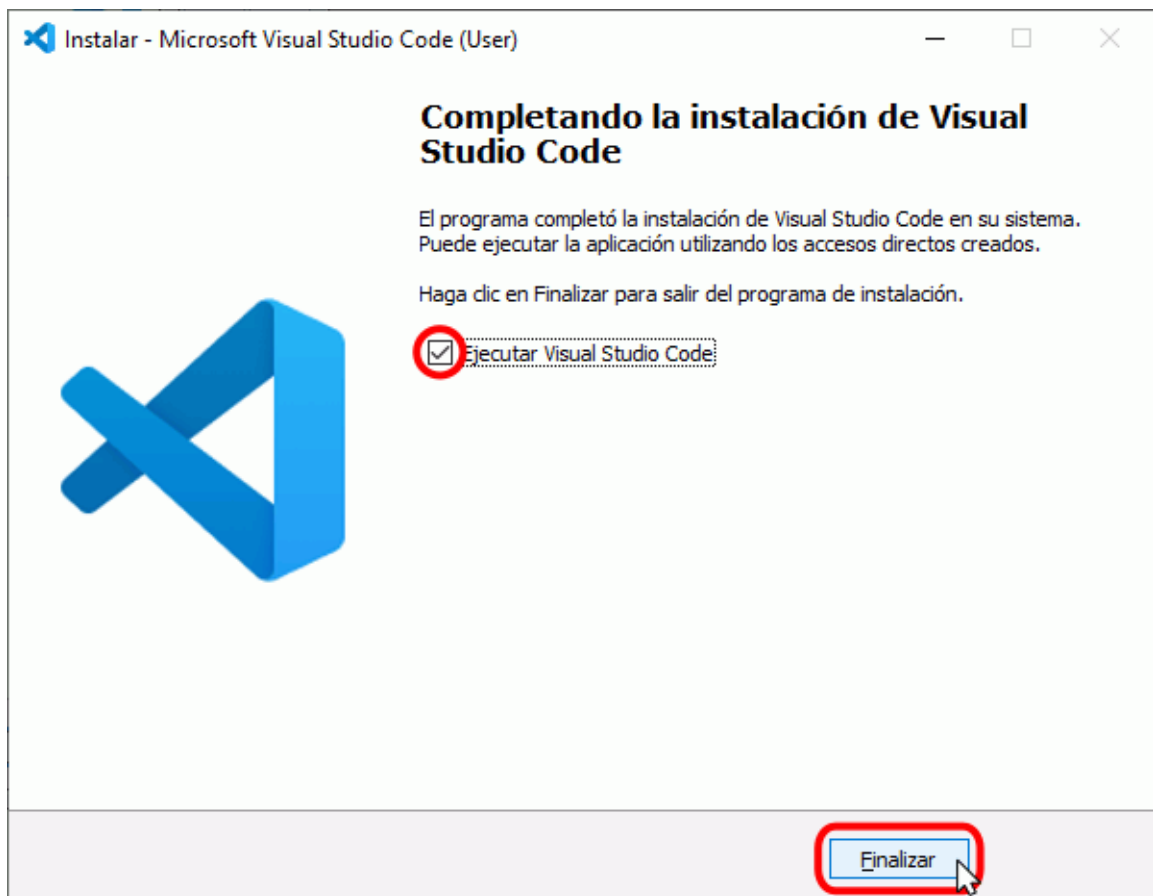 Instalar - Microsoft Visual Studio Code (User)
Completando la instalación de Visual
Studio Code
El programa completó la instalación de Visual Studio Code en su sistema.
Puede ejecutar la aplicación utilizando los accesos directos creados.
Haga clic en Finalizar para salir del programa de instalación.
Ejecutar Visual Studio Code
Finalizar